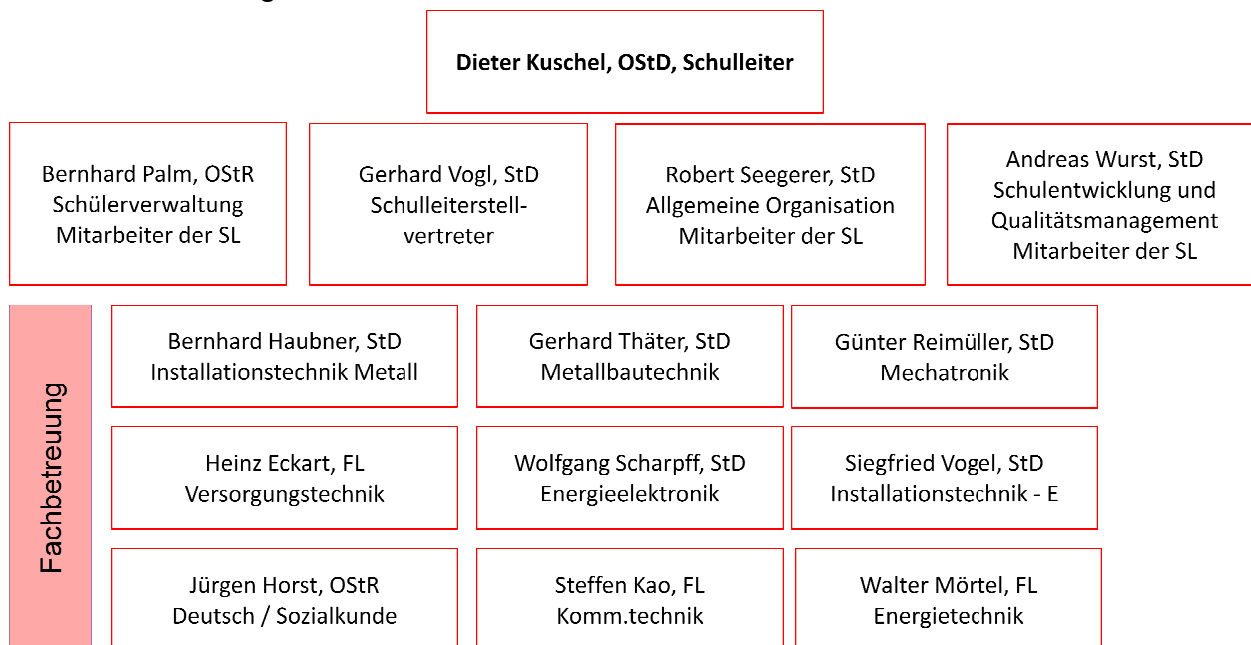 Dieter Kuschel, OStD, Schulleiter
Bernhard Palm, OStR
Schülerverwaltung
Mitarbeiter der SL
Gerhard Vogl, StD
Schulleiterstell-
vertreter
Robert Seegerer, StD
Allgemeine Organisation
Mitarbeiter der SL
Andreas Wurst, StD
Schulentwicklung und
Qualitätsmanagement
Mitarbeiter der SL
Fachbetreuung
Bernhard Haubner, StD
Installationstechnik Metall
Gerhard Thäter, StD
Metallbautechnik
Günter Reimüller, StD
Mechatronik
Heinz Eckart, FL
Versorgungstechnik
Wolfgang Scharpff, StD
Energieelektronik
Siegfried Vogel, StD
Installationstechnik - E
Jürgen Horst, OStR
Deutsch / Sozialkunde
Steffen Kao, FL
Komm.technik
Walter Mörtel, FL
Energietechnik